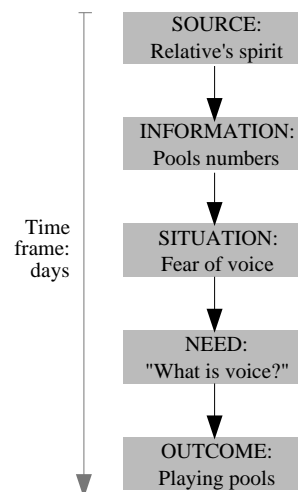 SOURCE:
Relative's spirit
INFORMATION:
Pools numbers
Time
frame:
days
SITUATION:
Fear of voice
NEED:
"What is voice?"
OUTCOME:
Playing pools